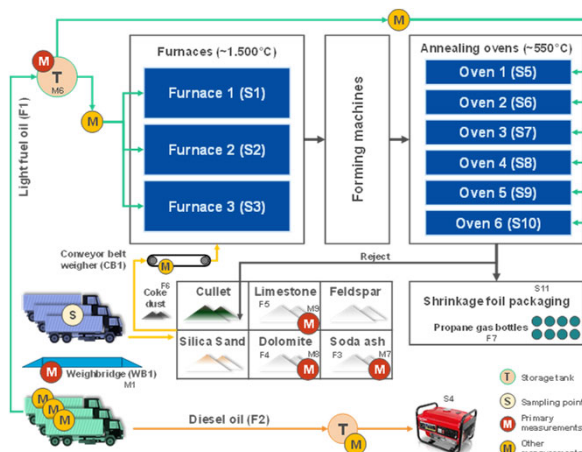 M
M
Furnaces (~1.500°C)
Annealing ovens (~550°C)
T
M6
M
M
Light fuel oil (F1)
Furnace 1 (S1)
Furnace 2 (S2)
Furnace 3 (S3)
Forming machines
Oven 1 (S5)
Oven 2 (S6)
Oven 3 (S7)
Oven 4 (S8)
Oven 5 (S9)
Oven 6 (S10)
Conveyor belt
weigher (CB1)
M
Reject
F6
Coke
dust
Cullet
Limestone
F5
M9
M
Feldspar
S11
Shrinkage foil packaging
Propane gas bottles
F7
S
Silica Sand
Dolomite
F4
M8
M
Soda ash
F3
M7
M
M
Weighbridge (WB1)
M1
M
M
M
Diesel oil (F2)
T
M
S4
T
Storage tank
S
Sampling point
M
Primary
measurements
M
Other
measurements